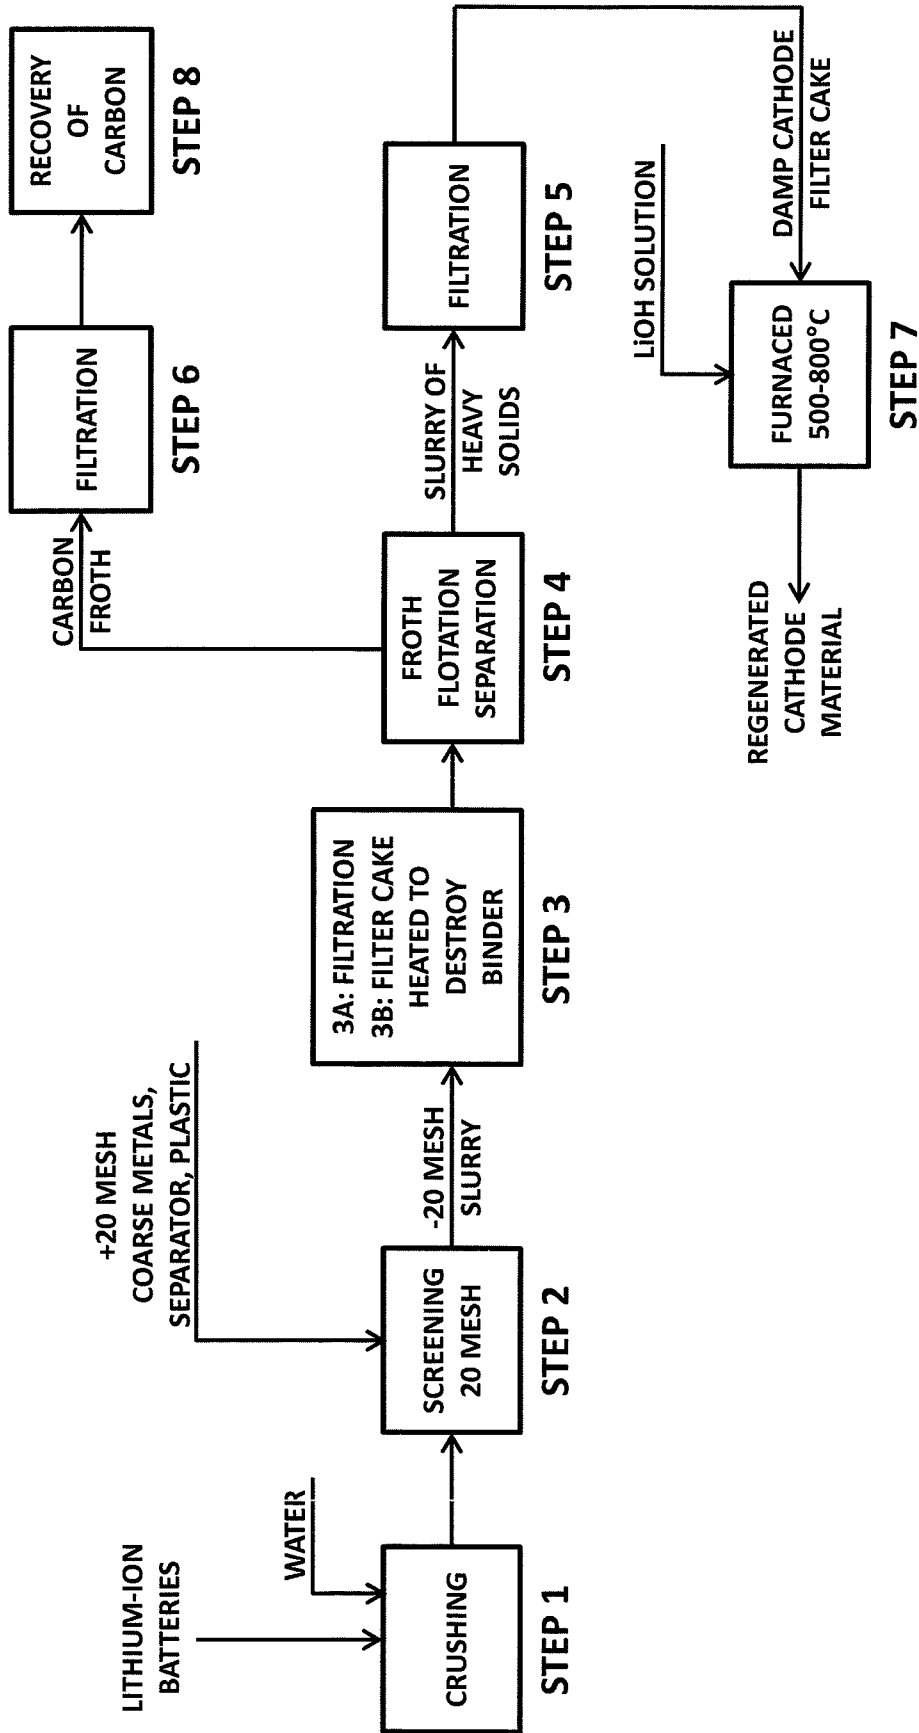 LITHIUM-ION
BATTERIES
WATER
CRUSHING
STEP 1
+20 MESH
COARSE METALS,
SEPARATOR, PLASTIC
SCREENING
20 MESH
STEP 2
-20 MESH
SLURRY
3A: FILTRATION
3B: FILTER CAKE
HEATED TO
DESTROY
BINDER
STEP 3
FROTH
FLOTATION
SEPARATION
STEP 4
CARBON
FROTH
FILTRATION
STEP 6
RECOVERY
OF
CARBON
STEP 8
SLURRY OF
HEAVY
SOLIDS
FILTRATION
STEP 5
DAMP CATHODE
FILTER CAKE
LiOH SOLUTION
FURNACED
500-800°C
STEP 7
REGENERATED
CATHODE
MATERIAL